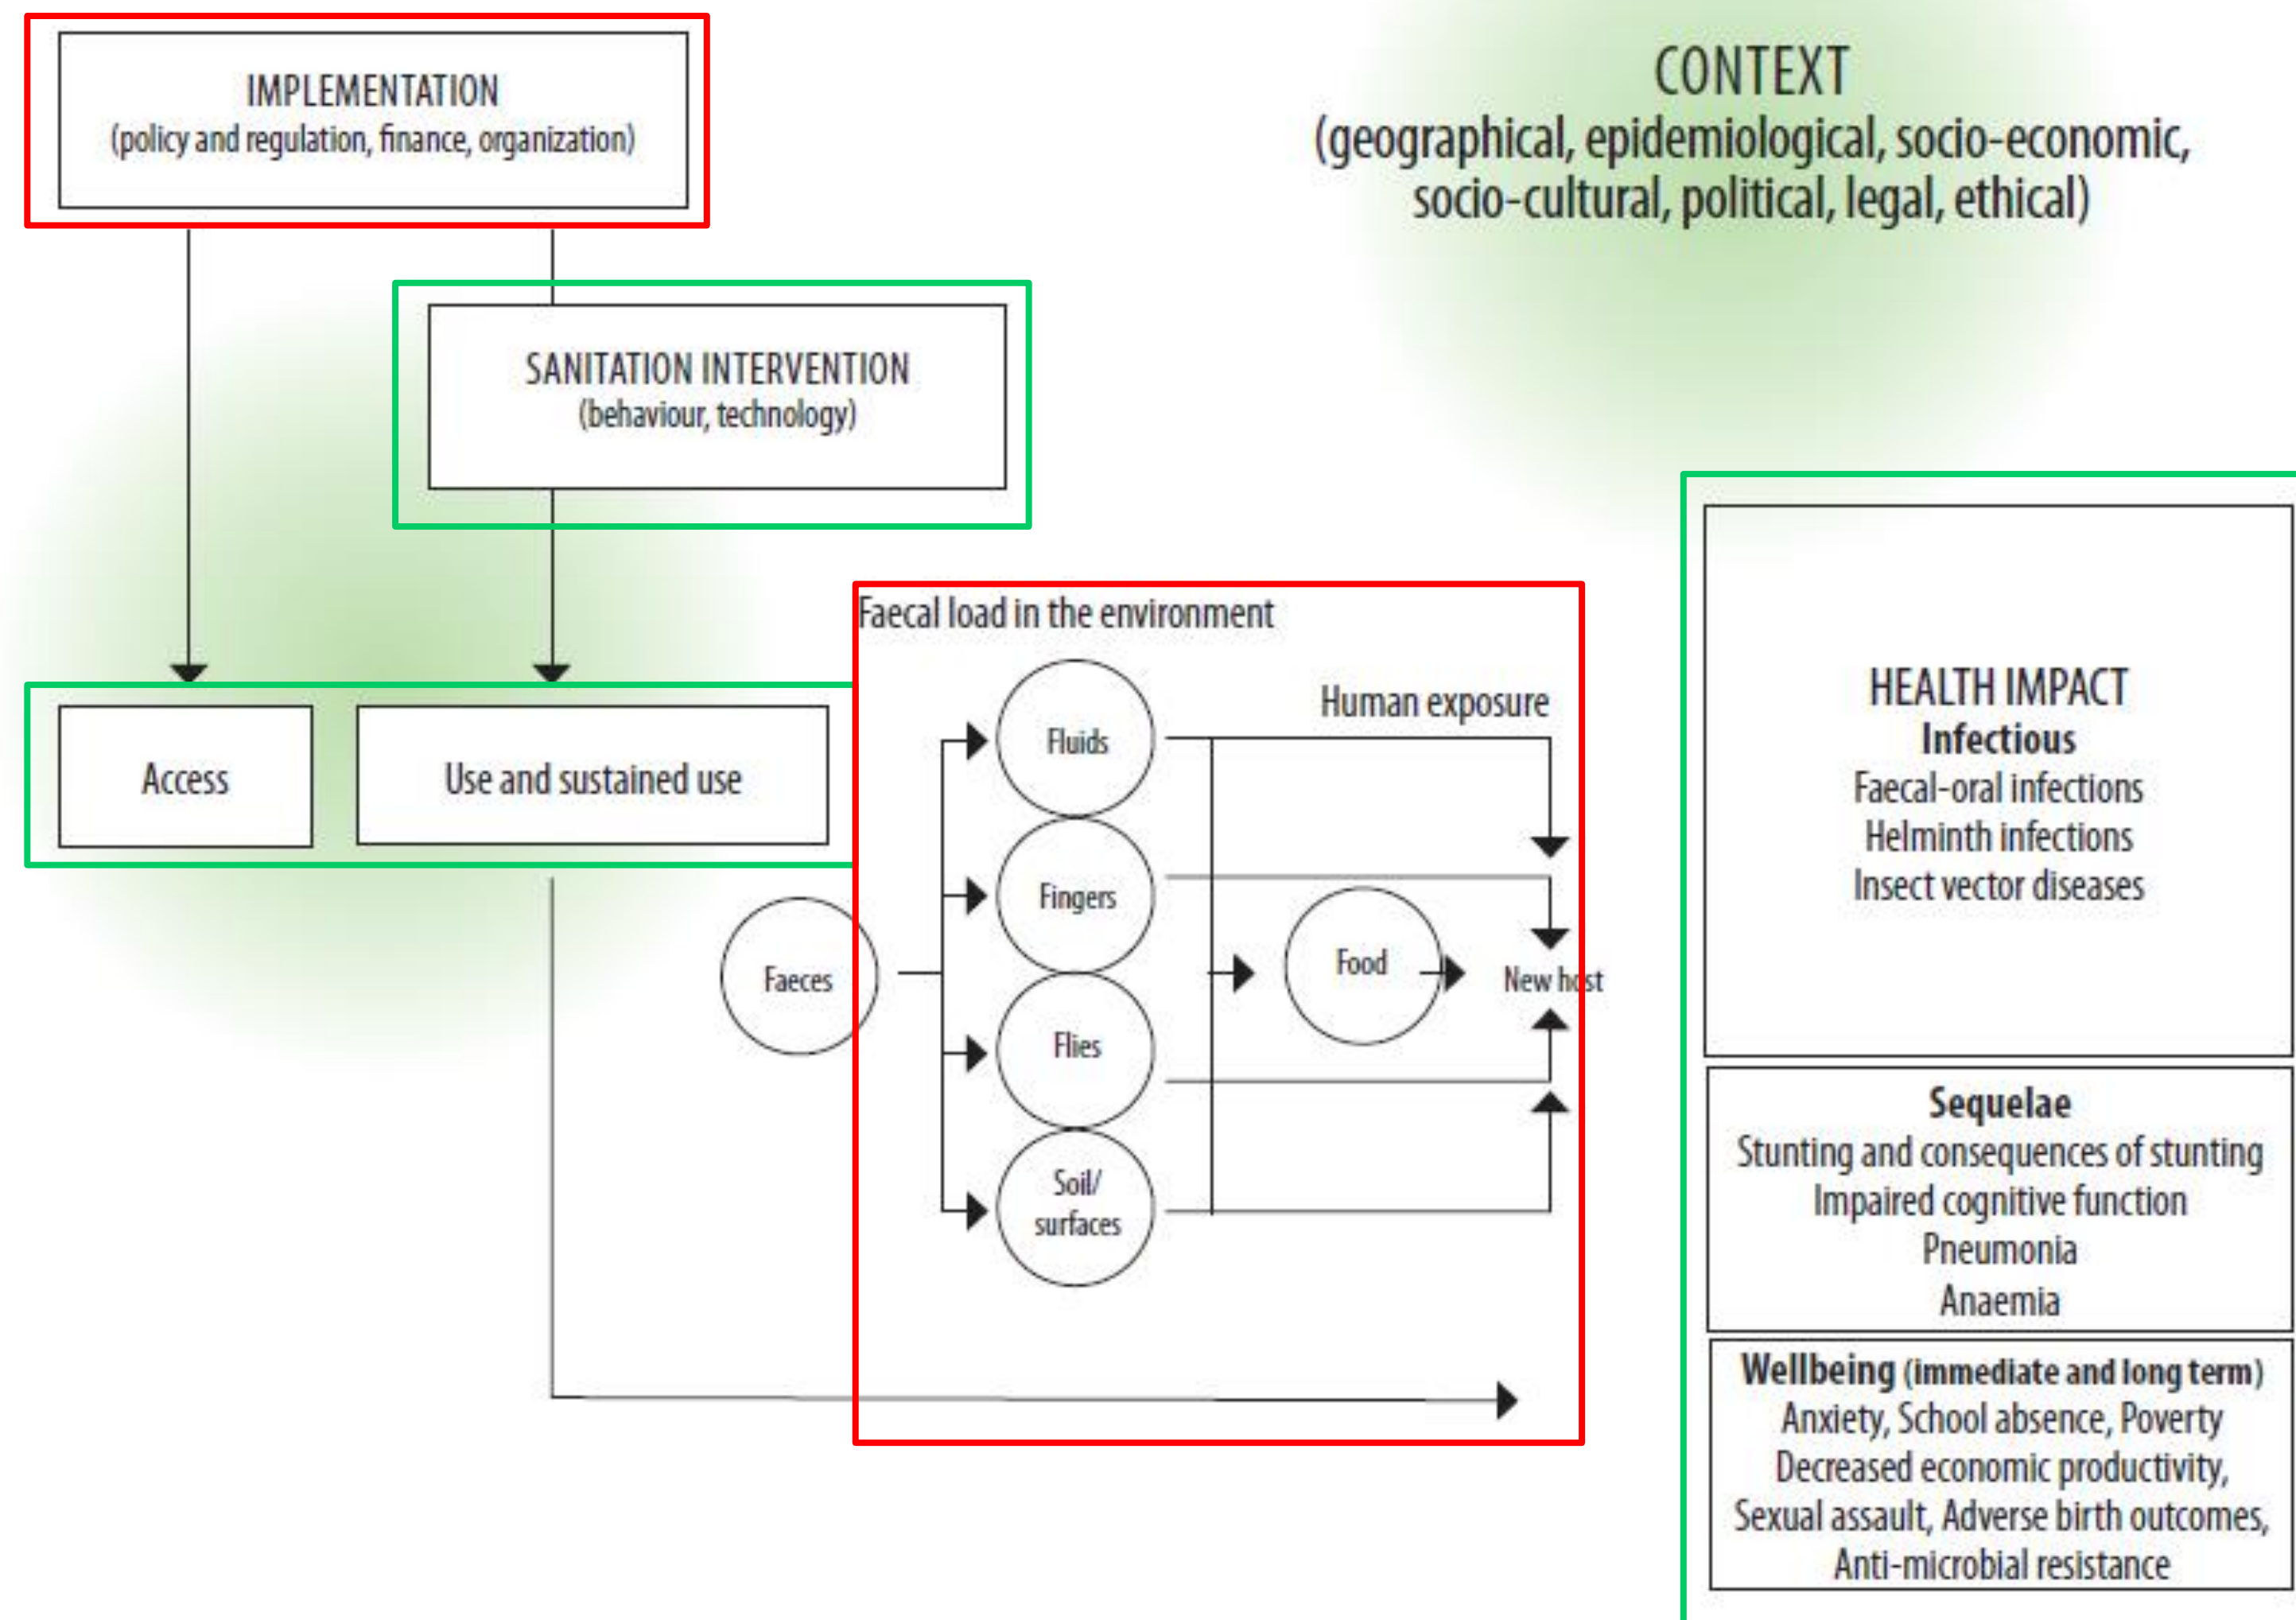 IMPLEMENTATION
(policy and regulation, finance, organization)
CONTEXT
(geographical, epidemiological, socio-economic,
socio-cultural, political, legal, ethical)
SANITATION INTERVENTION
(behaviour, technology)
Access
Use and sustained use
Faecal load in the environment
Human exposure
Faeces
Fluids
Fingers
Flies
Soil/
surfaces
Food
New host
HEALTH IMPACT
Infectious
Faecal-oral infections
Helminth infections
Insect vector diseases
Sequelae
Stunting and consequences of stunting
Impaired cognitive function
Pneumonia
Anaemia
Wellbeing (immediate and long term)
Anxiety, School absence, Poverty
Decreased economic productivity,
Sexual assault, Adverse birth outcomes,
Anti-microbial resistance